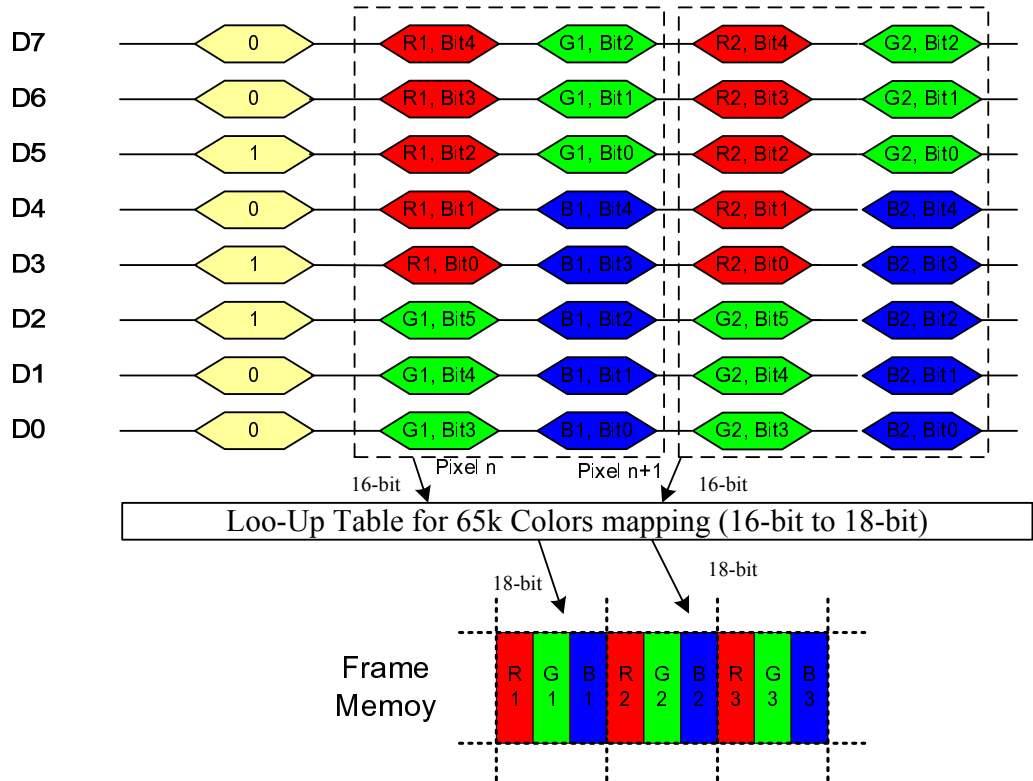 D7 0 R1, Bit4 G1, Bit2 R2, Bit4 G2, Bit2
D6 0 R1, Bit3 G1, Bit1 R2, Bit3 G2, Bit1
D5 1 R1, Bit2 G1, Bit0 R2, Bit2 G2, Bit0
D4 0 R1, Bit1 B1, Bit4 R2, Bit1 B2, Bit4
D3 1 R1, Bit0 B1, Bit3 R2, Bit0 B2, Bit3
D2 1 G1, Bit5 B1, Bit2 G2, Bit5 B2, Bit2
D1 0 G1, Bit4 B1, Bit1 G2, Bit4 B2, Bit1
D0 0 G1, Bit3 B1, Bit0 G2, Bit3 B2, Bit0
Pixel n Pixel n+1
16-bit 16-bit
Loo-Up Table for 65k Colors mapping (16-bit to 18-bit)
18-bit 18-bit
Frame
Memoy
R G B R G B R G B
1 1 1 2 2 2 3 3 3